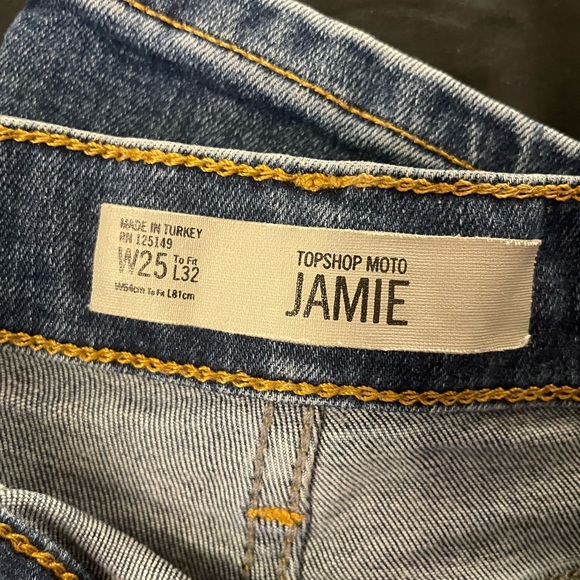 MADE IN TURKEY
RN 125149
W25 To Fit L32
W64cm To Fit L81cm
TOPSHOP MOTO
JAMIE